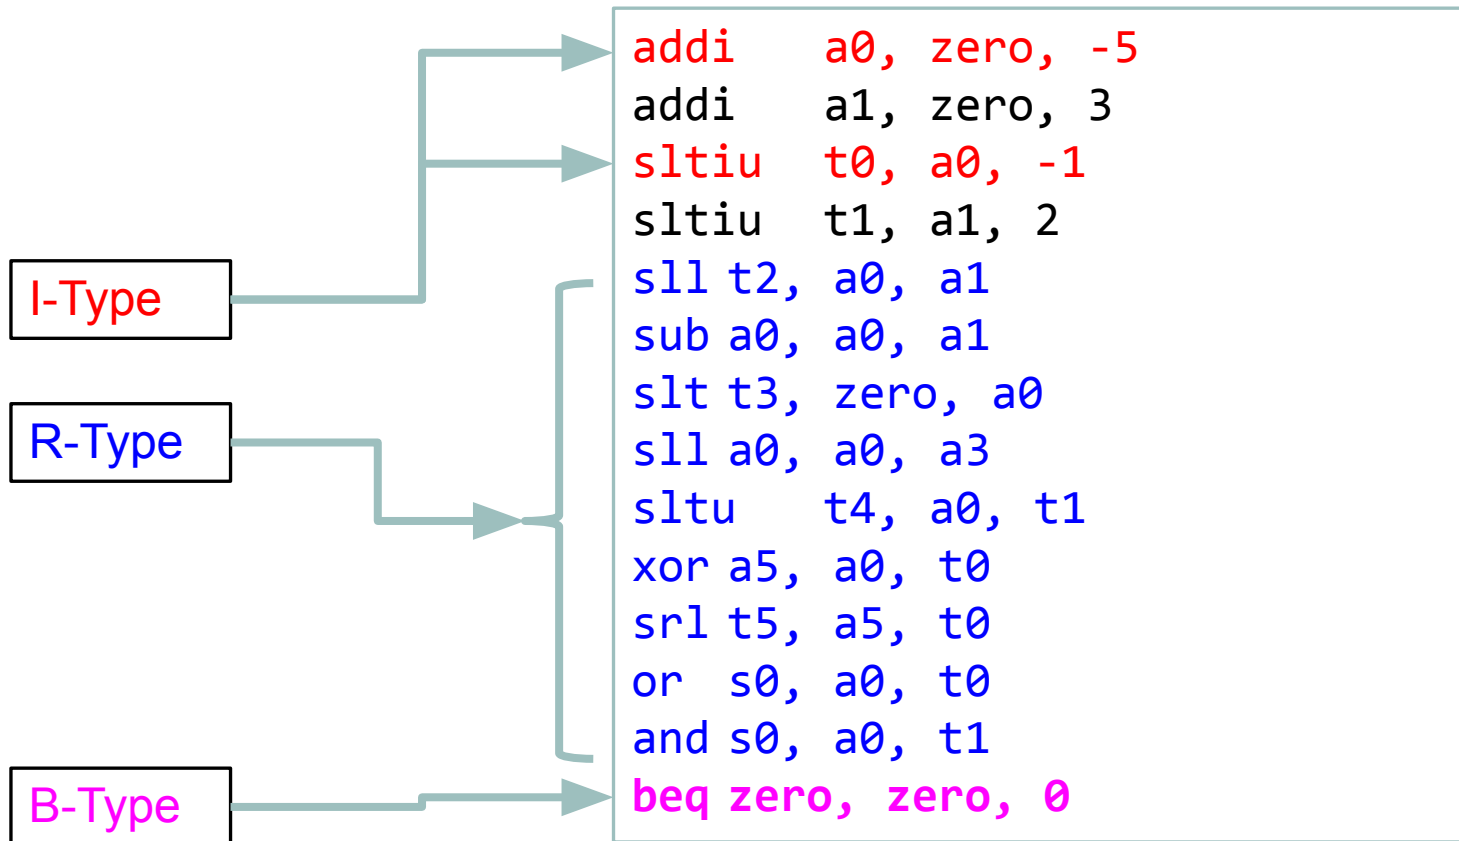 addi a0, zero, -5
addi a1, zero, 3
sltiu t0, a0, -1
sltiu t1, a1, 2
I-Type
sll t2, a0, a1
sub a0, a0, a1
slt t3, zero, a0
R-Type
sll a0, a0, a3
sltu t4, a0, t1
xor a5, a0, t0
srl t5, a5, t0
or s0, a0, t0
and s0, a0, t1
B-Type
beq zero, zero, 0